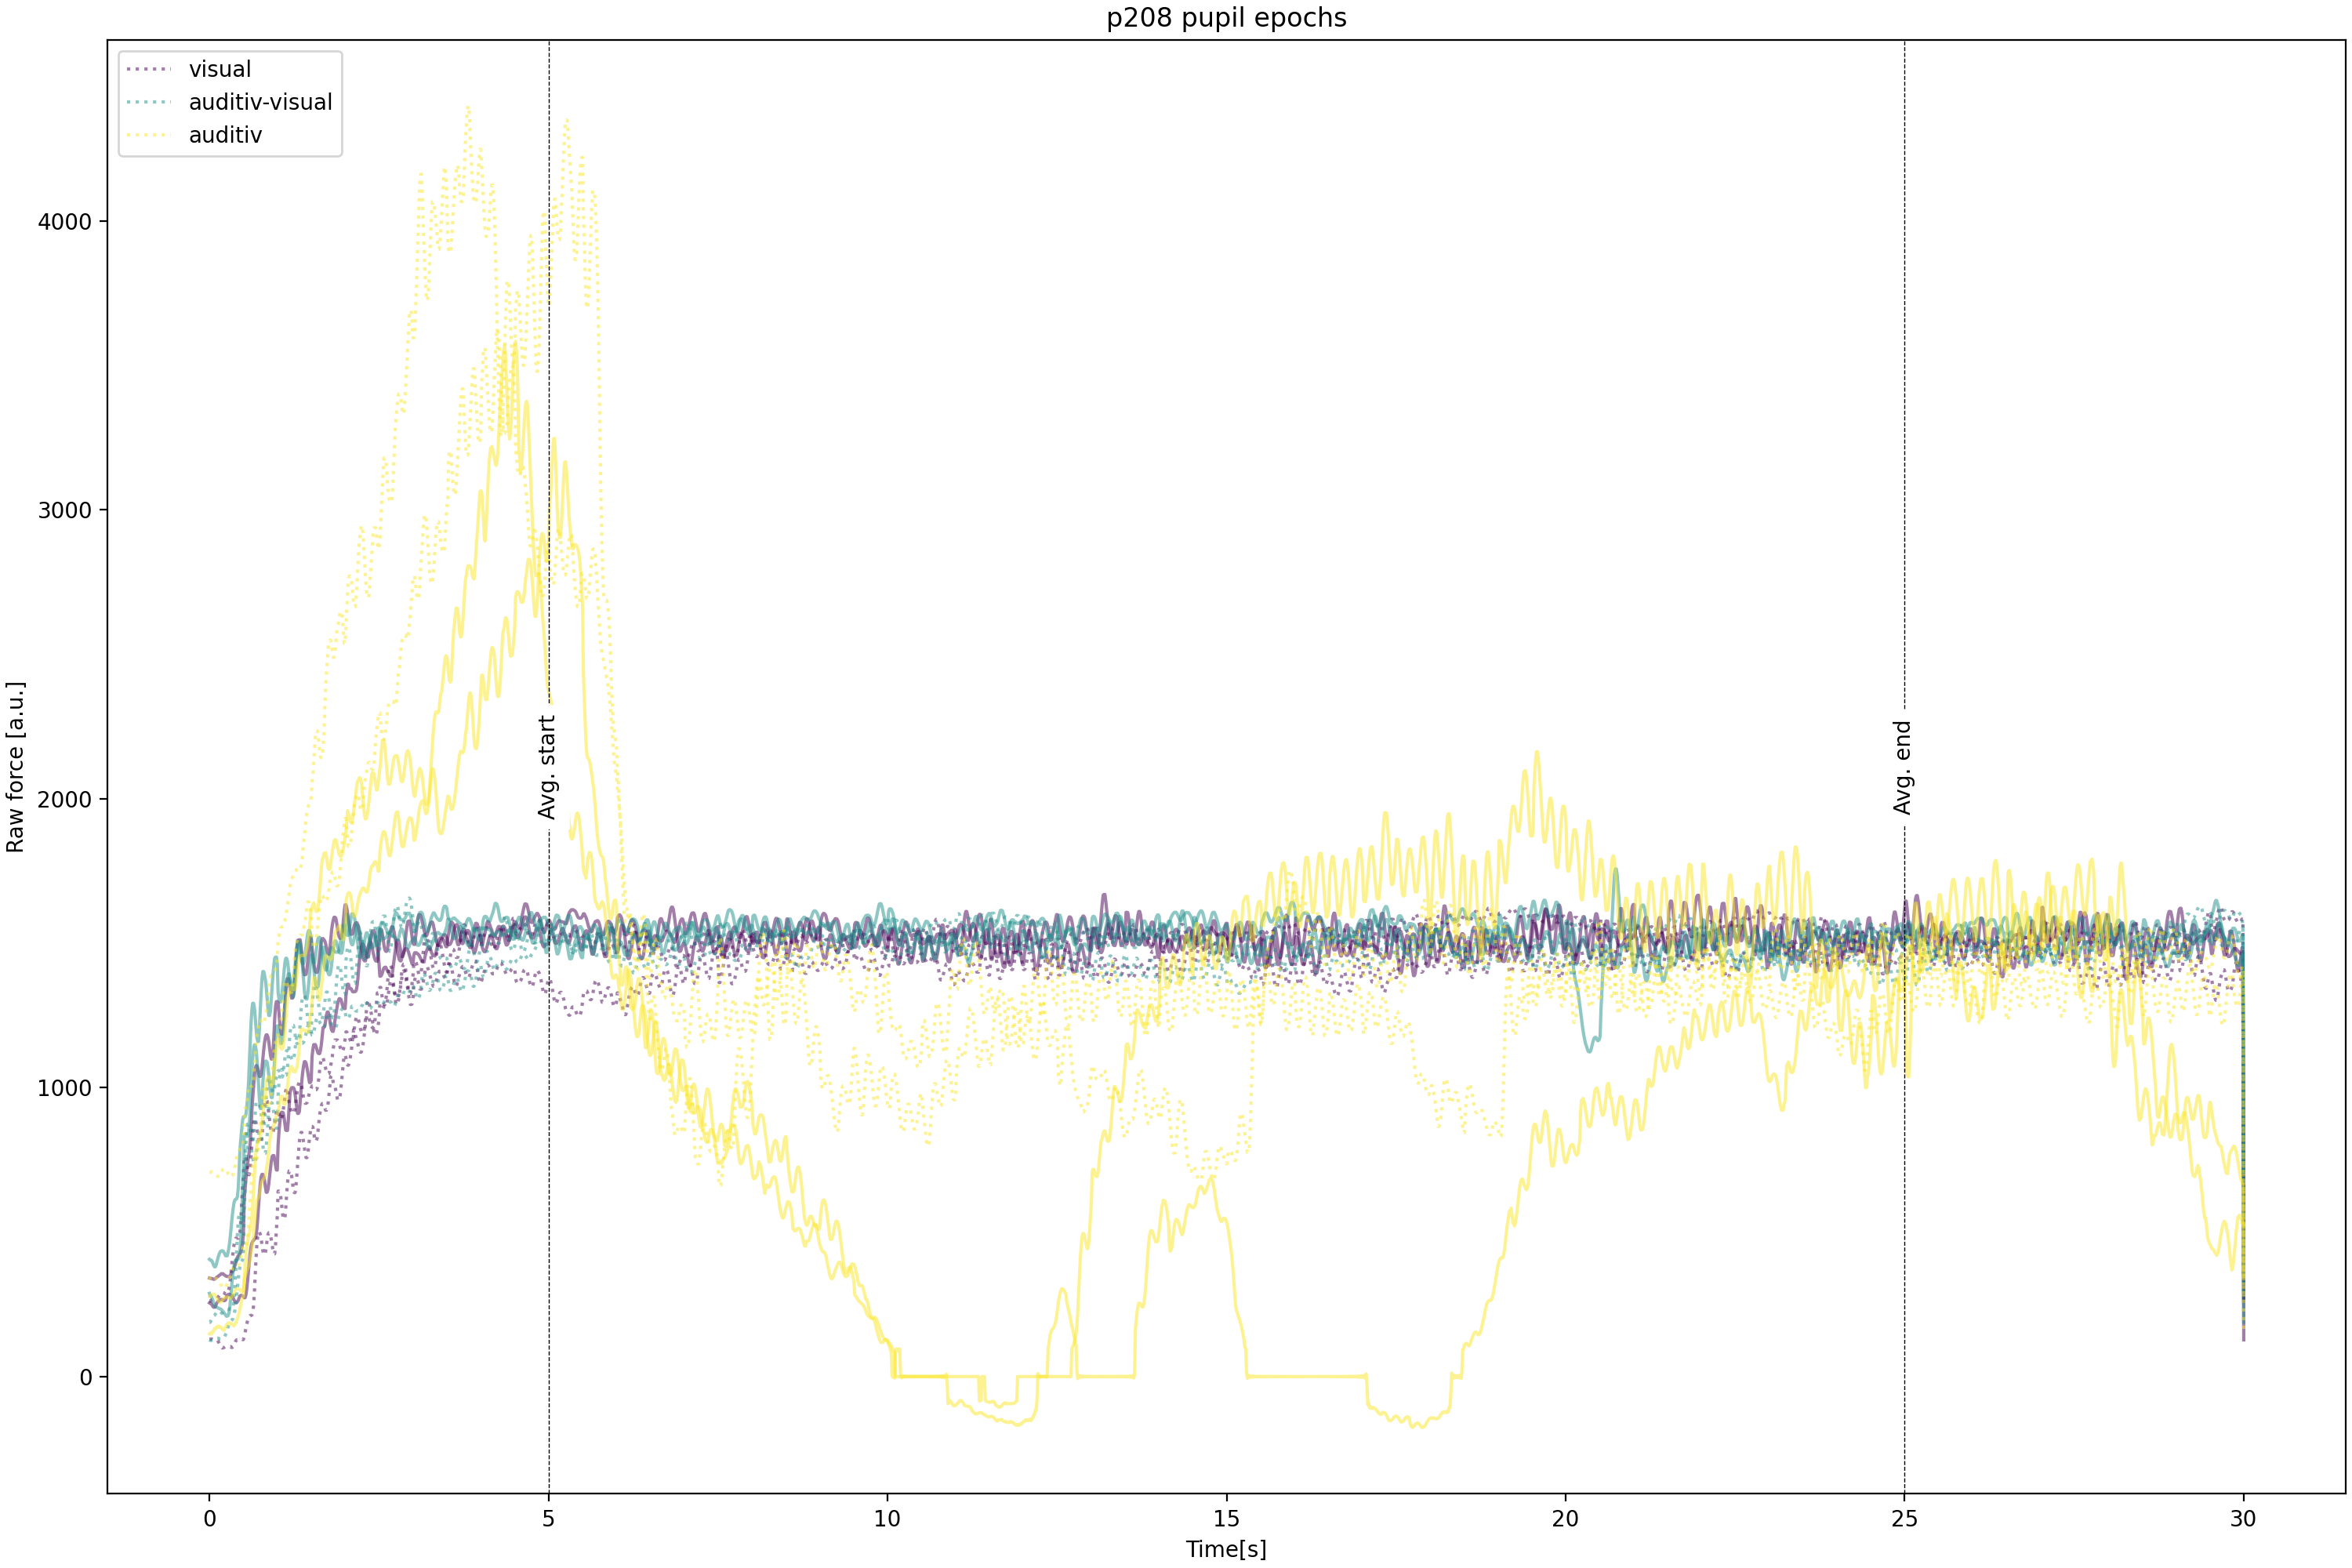 p208 pupil epochs
visual
auditiv-visual
auditiv
Raw force [a.u.]
4000
3000
2000
1000
0
Avg. start
Avg. end
0 5 10 15 20 25 30
Time[s]